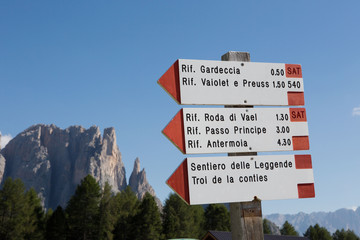 Rif. Gardeccia 0.50 SAT
Rif. Vaiolet e Preuss 1.50 540
Rif. Roda di Vael 1.30 SAT
Rif. Passo Principe 3.00
Rif. Antermoia 4.30
Sentiero delle Leggende
Troi de la conties